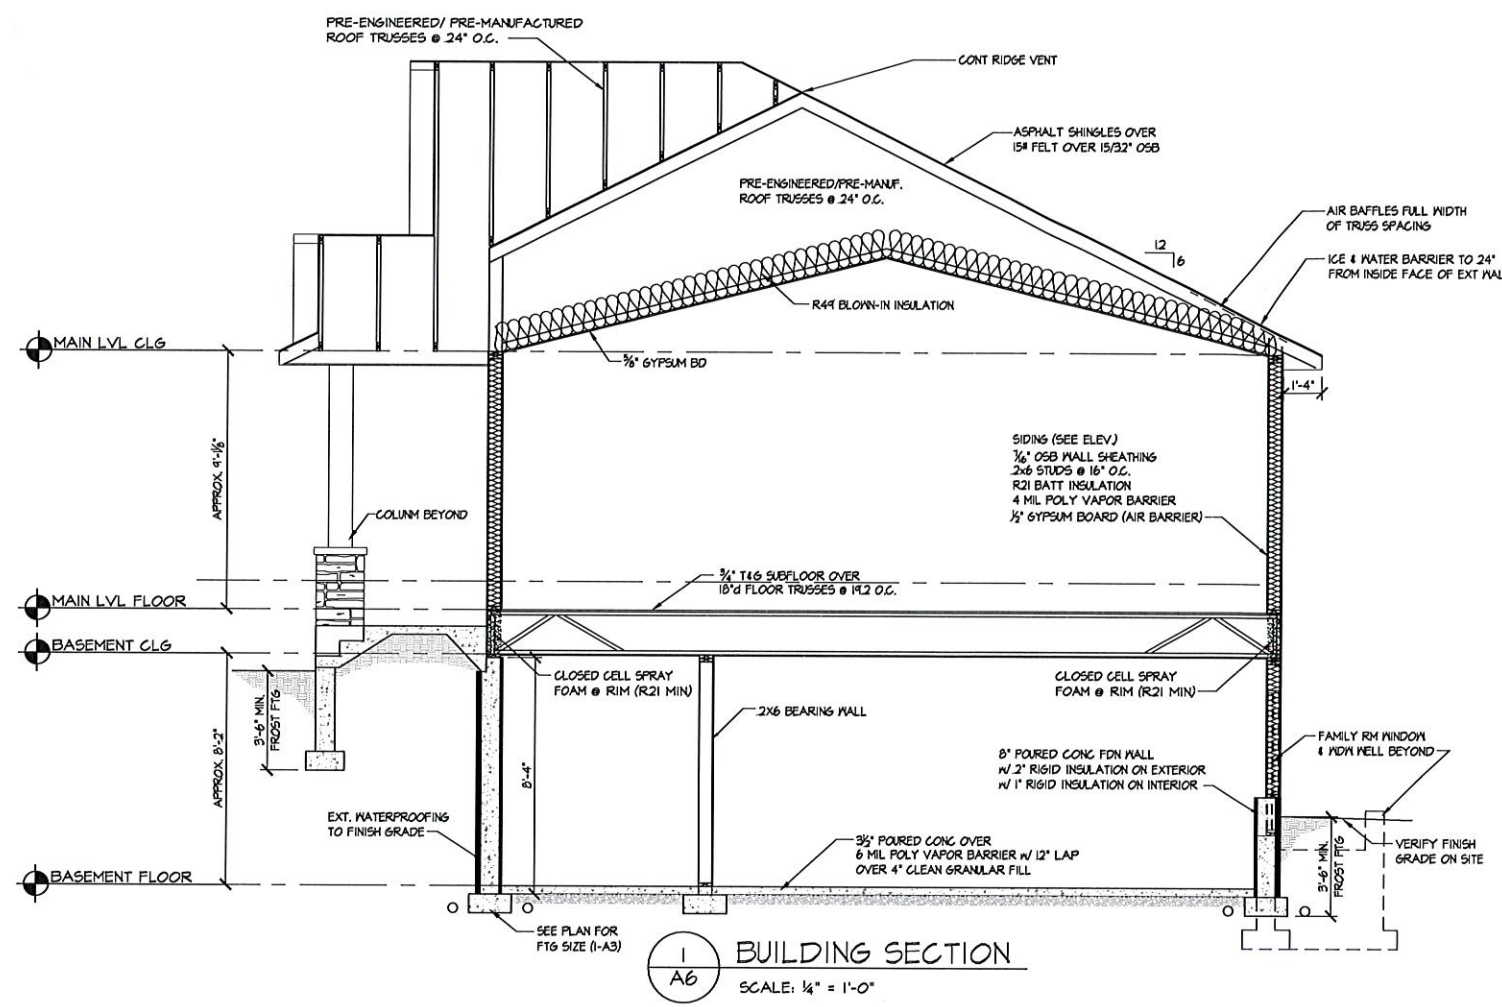 PRE-ENGINEERED/ PRE-MANUFACTURED
ROOF TRUSSES @ 24" O.C.
CONT RIDGE VENT
ASPHALT SHINGLES OVER
15# FELT OVER 15/32" OSB
PRE-ENGINEERED/PRE-MANUF.
ROOF TRUSSES @ 24" O.C.
AIR BAFFLES FULL WIDTH
OF TRUSS SPACING
12
6
ICE & WATER BARRIER TO 24"
FROM INSIDE FACE OF EXT WAL
R49 BLOWN-IN INSULATION
MAIN LVL CLG
5/8" GYPSUM BD
1'-4"
APPROX. 9'-1 1/8"
SIDING (SEE ELEV.)
7/16" OSB WALL SHEATHING
2x6 STUDS @ 16" O.C.
R21 BATT INSULATION
4 MIL POLY VAPOR BARRIER
1/2" GYPSUM BOARD (AIR BARRIER)
COLUNM BEYOND
3/4" T&G SUBFLOOR OVER
18"d FLOOR TRUSSES @ 19.2 O.C.
MAIN LVL FLOOR
BASEMENT CLG
CLOSED CELL SPRAY
FOAM @ RIM (R21 MIN)
CLOSED CELL SPRAY
FOAM @ RIM (R21 MIN)
3'-6" MIN.
FROST FTG
2X6 BEARING WALL
FAMILY RM WINDOW
& WDW WELL BEYOND
8" POURED CONC FDN WALL
W/ 2" RIGID INSULATION ON EXTERIOR
W/ 1" RIGID INSULATION ON INTERIOR
APPROX. 8'-2"
8'-4"
EXT. WATERPROOFING
TO FINISH GRADE
3 1/2" POURED CONC OVER
6 MIL POLY VAPOR BARRIER W/ 12" LAP
OVER 4" CLEAN GRANULAR FILL
VERIFY FINISH
GRADE ON SITE
3'-6" MIN.
FROST FTG
BASEMENT FLOOR
SEE PLAN FOR
FTG SIZE (1-A3)
1
A6
BUILDING SECTION
SCALE: 1/4" = 1'-0"